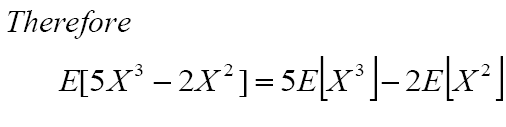 Therefore
E[5X³ − 2X²] = 5E⌊X³⌋ − 2E⌊X²⌋